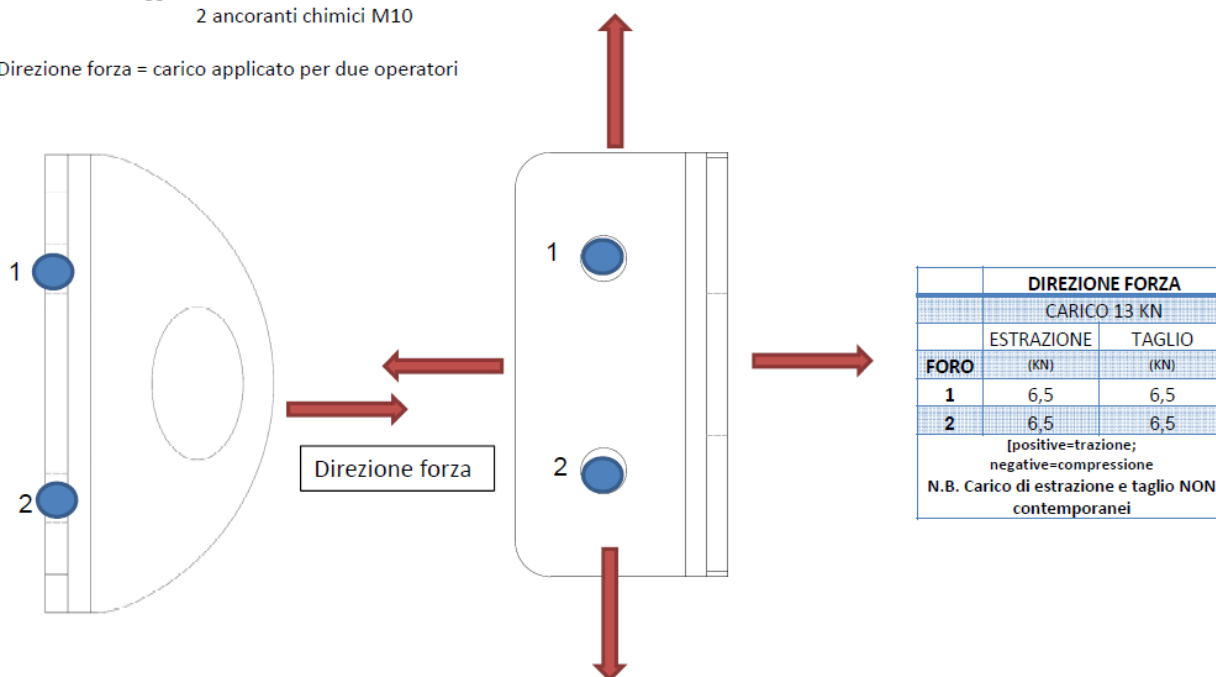 2 ancoranti chimici M10
Direzione forza = carico applicato per due operatori
1
2
Direzione forza
1
2
DIREZIONE FORZA
CARICO 13 KN
ESTRAZIONE TAGLIO
FORO (KN) (KN)
1 6,5 6,5
2 6,5 6,5
[positive=trazione;
negative=compressione
N.B. Carico di estrazione e taglio NON
contemporanei